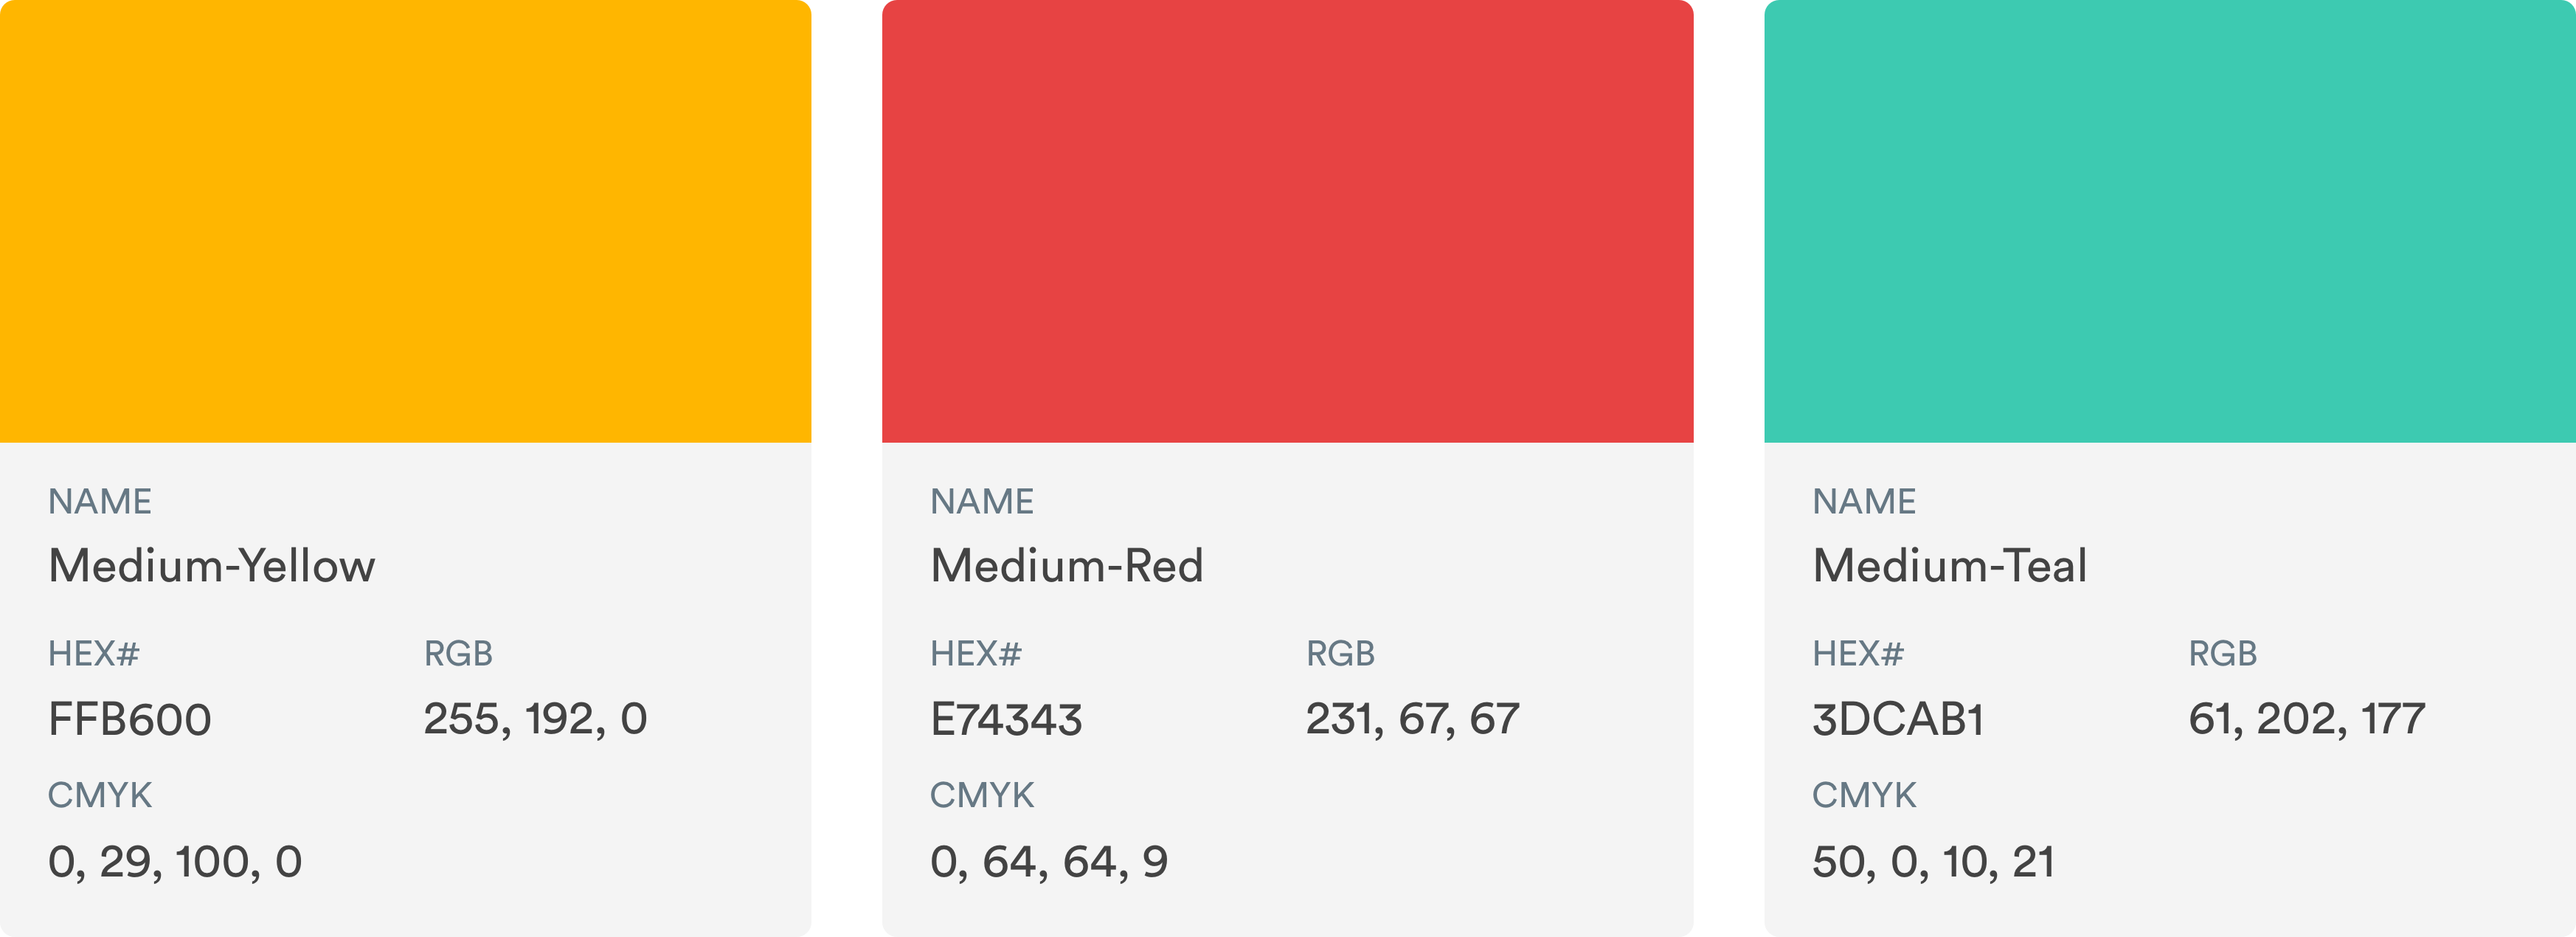 NAME
Medium-Yellow
HEX# RGB
FFB600 255, 192, 0
CMYK
0, 29, 100, 0
NAME
Medium-Red
HEX# RGB
E74343 231, 67, 67
CMYK
0, 64, 64, 9
NAME
Medium-Teal
HEX# RGB
3DCAB1 61, 202, 177
CMYK
50, 0, 10, 21